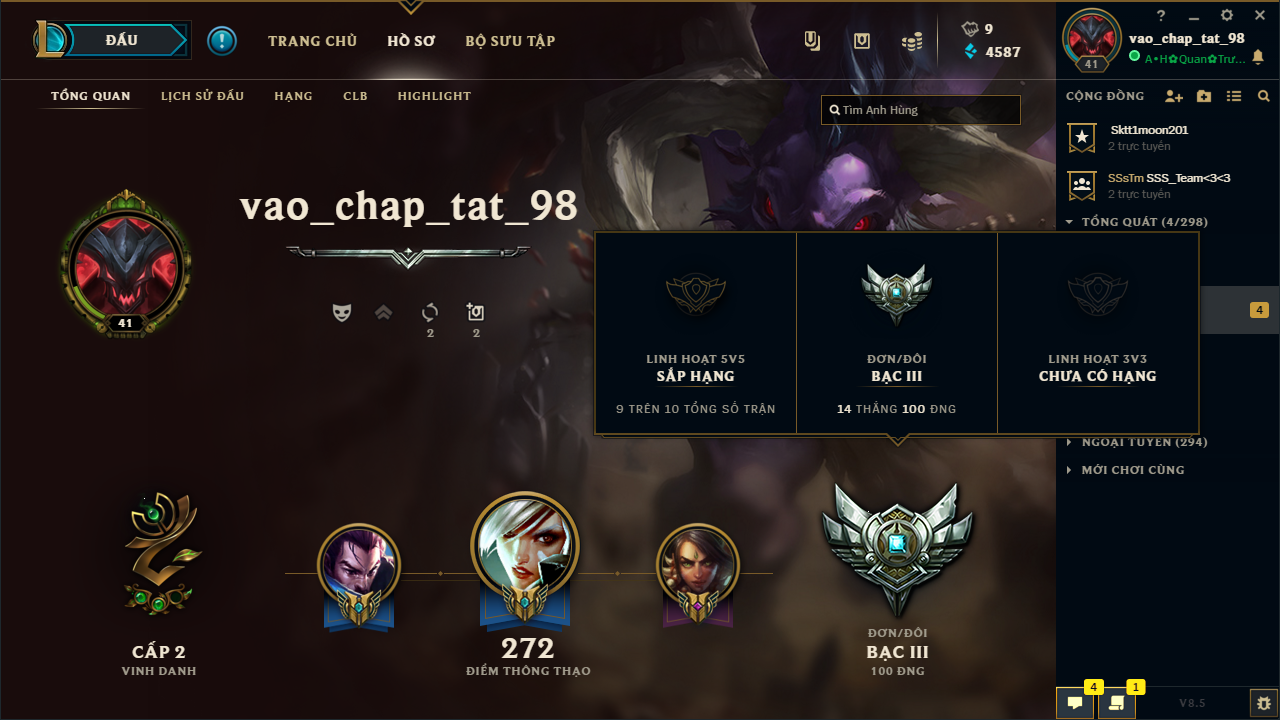 ĐẤU
TRANG CHỦ
HỒ SƠ
BỘ SƯU TẬP
9
4587
?
vao_chap_tat_98
41
A•H✿Quan✿Trư...
TỔNG QUAN
LỊCH SỬ ĐẤU
HẠNG
CLB
HIGHLIGHT
Tìm Anh Hùng
CỘNG ĐỒNG
Sktt1moon201
2 trực tuyến
SSsTm SSS_Team<3<3
2 trực tuyến
TỔNG QUÁT (4/298)
vao_chap_tat_98
41
2
2
LINH HOẠT 5V5
SẮP HẠNG
9 TRÊN 10 TỔNG SỐ TRẬN
ĐƠN/ĐÔI
BẠC III
14 THẮNG 100 ĐNG
LINH HOẠT 3V3
CHƯA CÓ HẠNG
4
NGOẠI TUYẾN (294)
MỚI CHƠI CÙNG
CẤP 2
VINH DANH
272
ĐIỂM THÔNG THẠO
ĐƠN/ĐÔI
BẠC III
100 ĐNG
4
1
V8.5